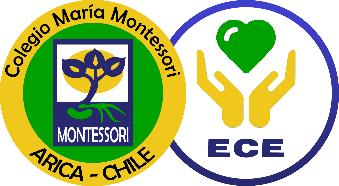 Colegio María Montessori
MONTESSORI
ARICA - CHILE
ECE